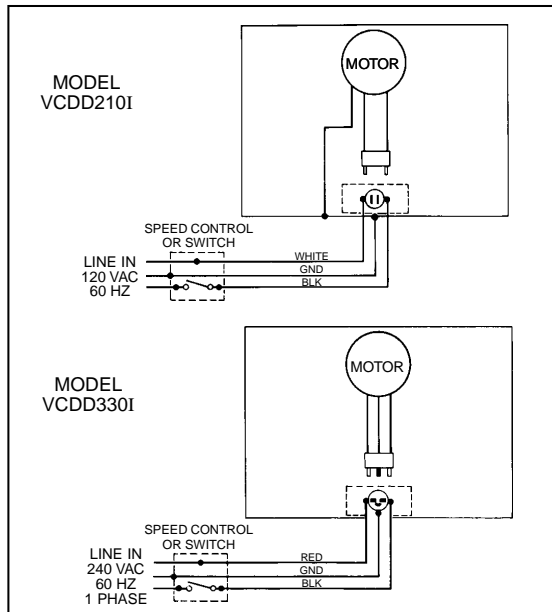 MODEL
VCDD210I
MOTOR
SPEED CONTROL
OR SWITCH
LINE IN
120 VAC
60 HZ
WHITE
GND
BLK
MODEL
VCDD330I
MOTOR
SPEED CONTROL
OR SWITCH
LINE IN
240 VAC
60 HZ
1 PHASE
RED
GND
BLK